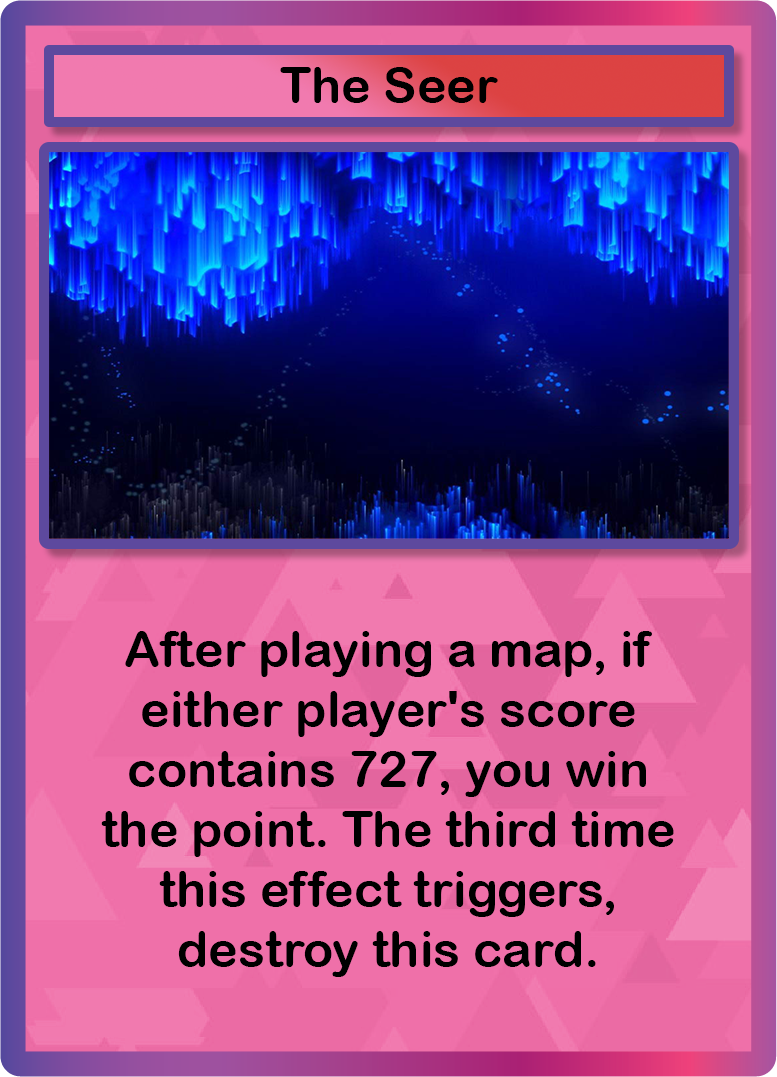 The Seer
After playing a map, if
either player's score
contains 727, you win
the point. The third time
this effect triggers,
destroy this card.